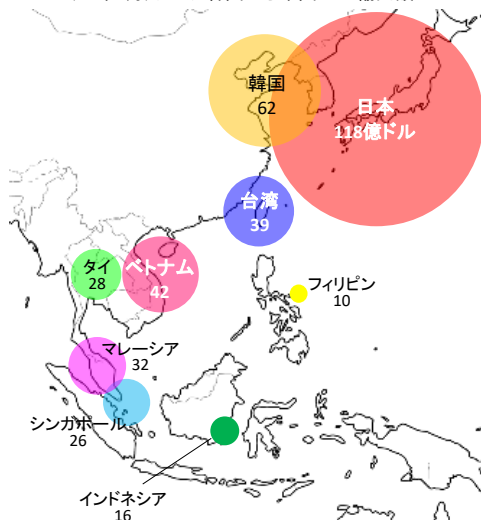 韓国
62
日本
118億ドル
台湾
39
タイ
28
ベトナム
42
フィリピン
10
マレーシア
32
シンガポール
26
インドネシア
16